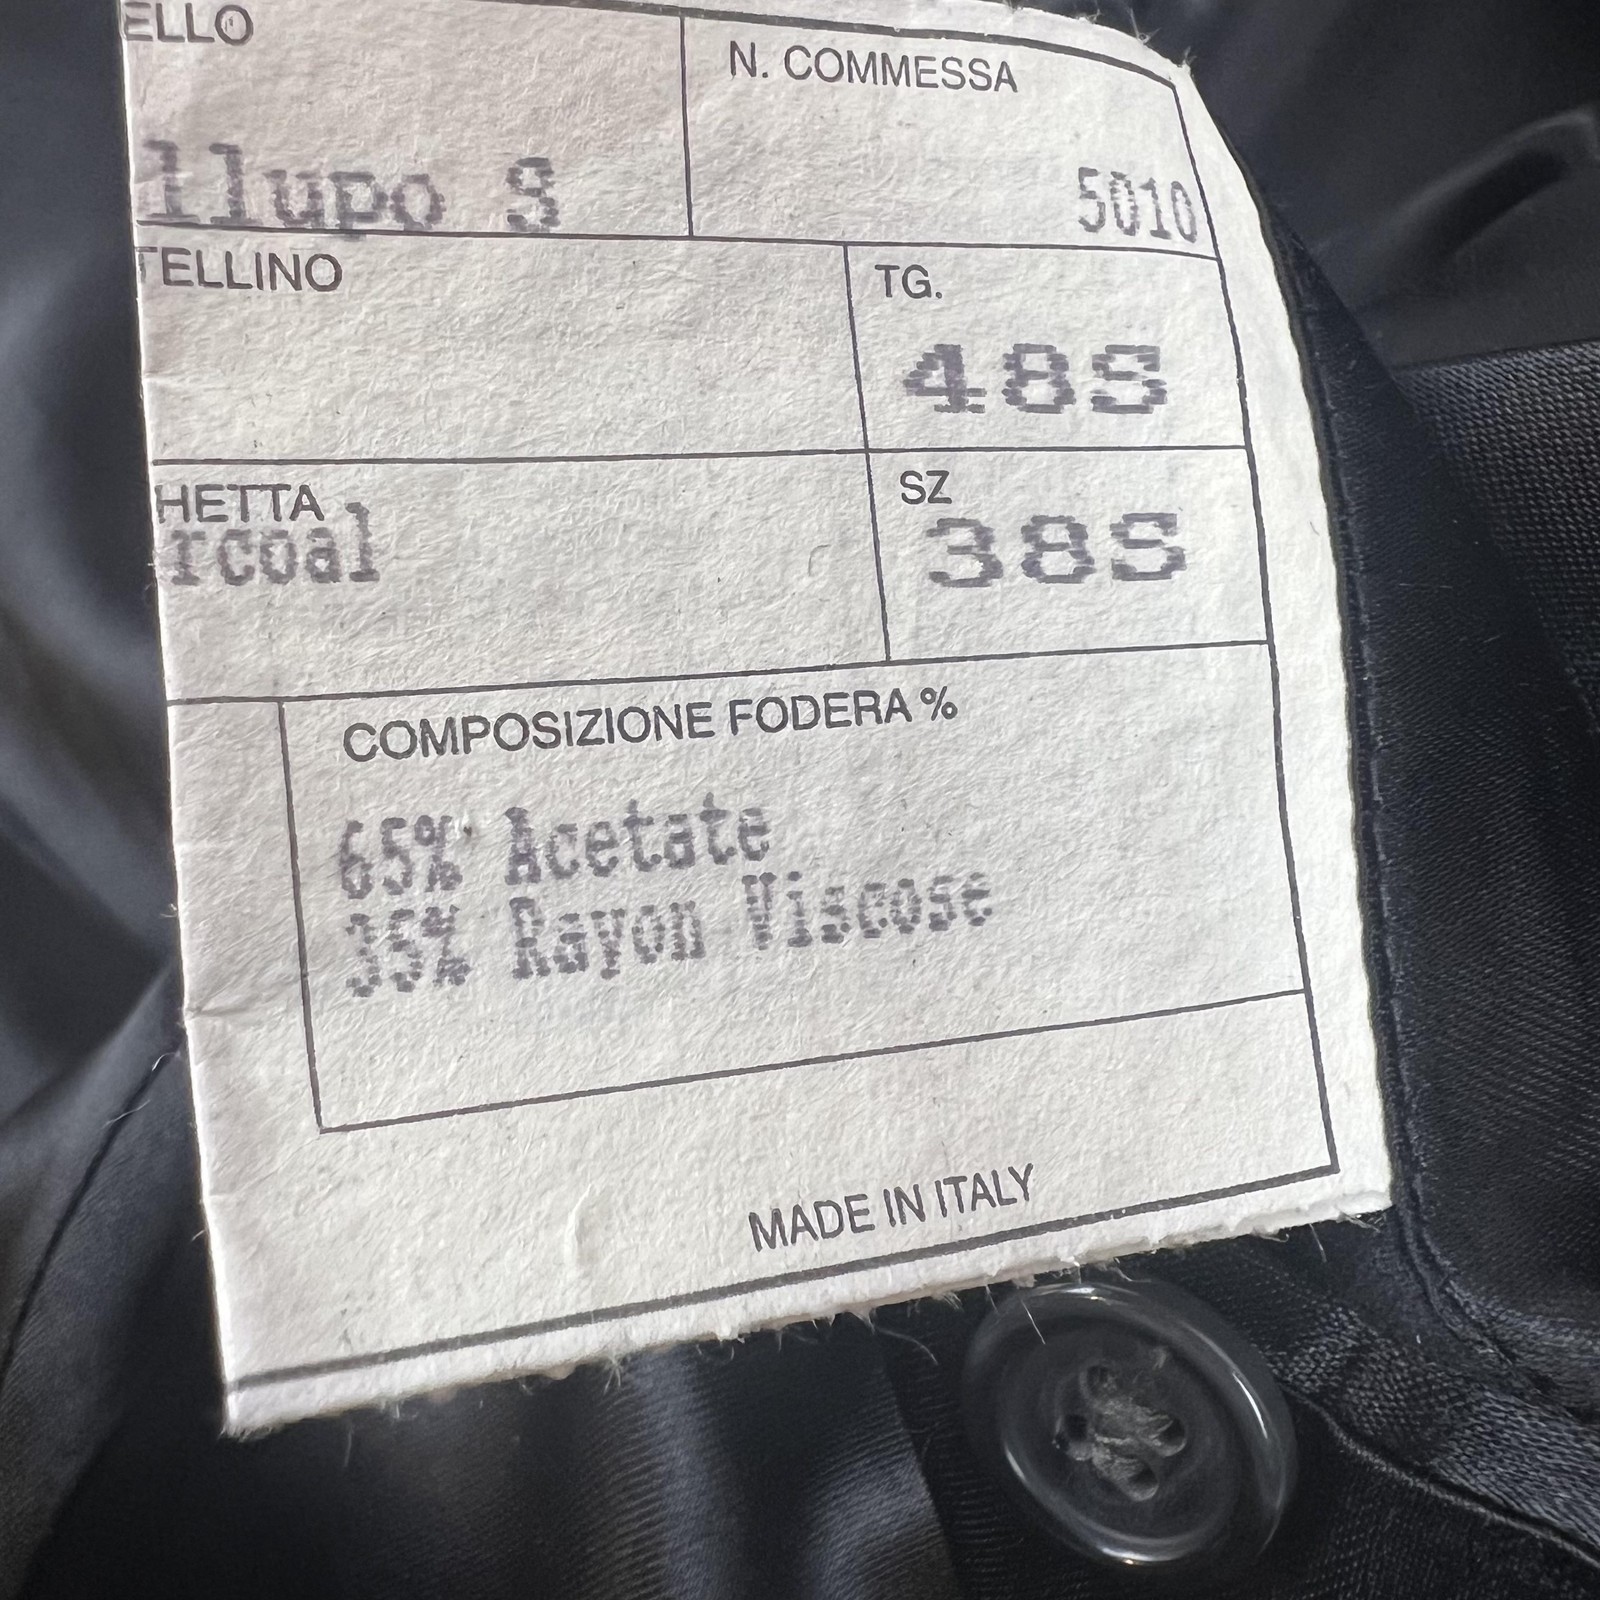 ELLO
N. COMMESSA
llupo S
5010
TELLINO
TG.
48S
HETTA
rcoal
SZ
38S
COMPOSIZIONE FODERA %
65% Acetate
35% Rayon Viscose
MADE IN ITALY